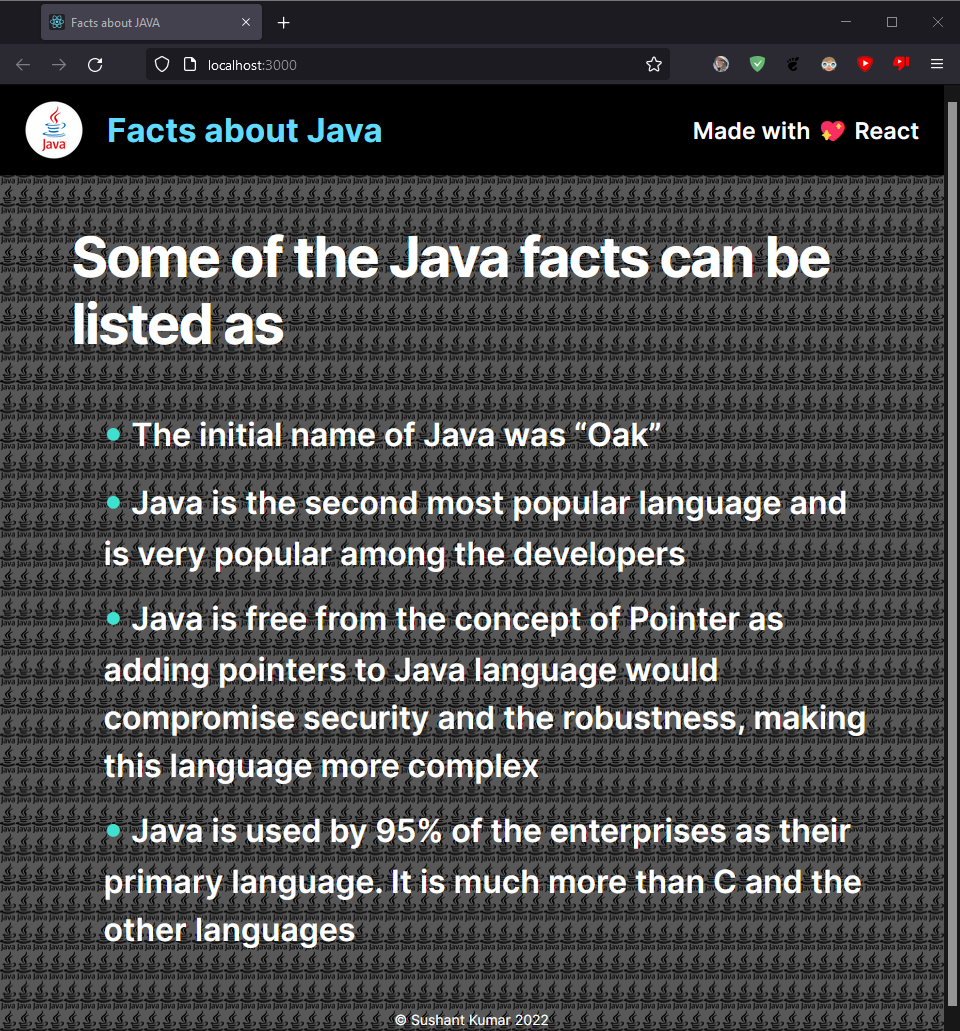 Facts about JAVA
localhost:3000
Java
Facts about Java
Made with 💖 React
Some of the Java facts can be
listed as
• The initial name of Java was “Oak”
• Java is the second most popular language and
is very popular among the developers
• Java is free from the concept of Pointer as
adding pointers to Java language would
compromise security and the robustness, making
this language more complex
• Java is used by 95% of the enterprises as their
primary language. It is much more than C and the
other languages
© Sushant Kumar 2022